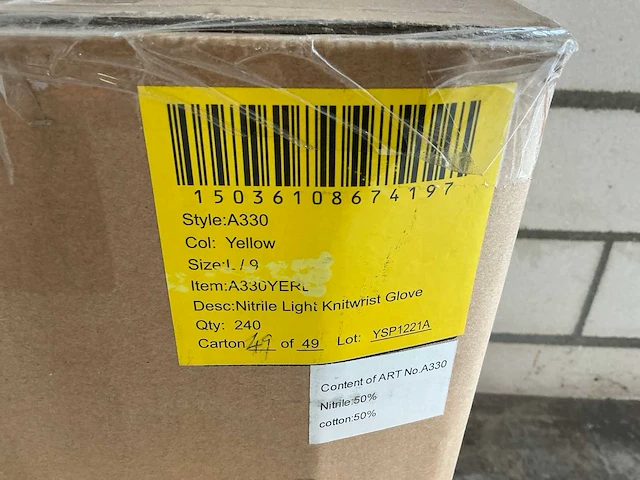 15036108674197
Style:A330
Col: Yellow
Size:L/9
Item:A330YERL
Desc:Nitrile Light Knitwrist Glove
Qty: 240
Carton 49 of 49 Lot: YSP1221A
Content of ART No.A330
Nitrile:50%
cotton:50%